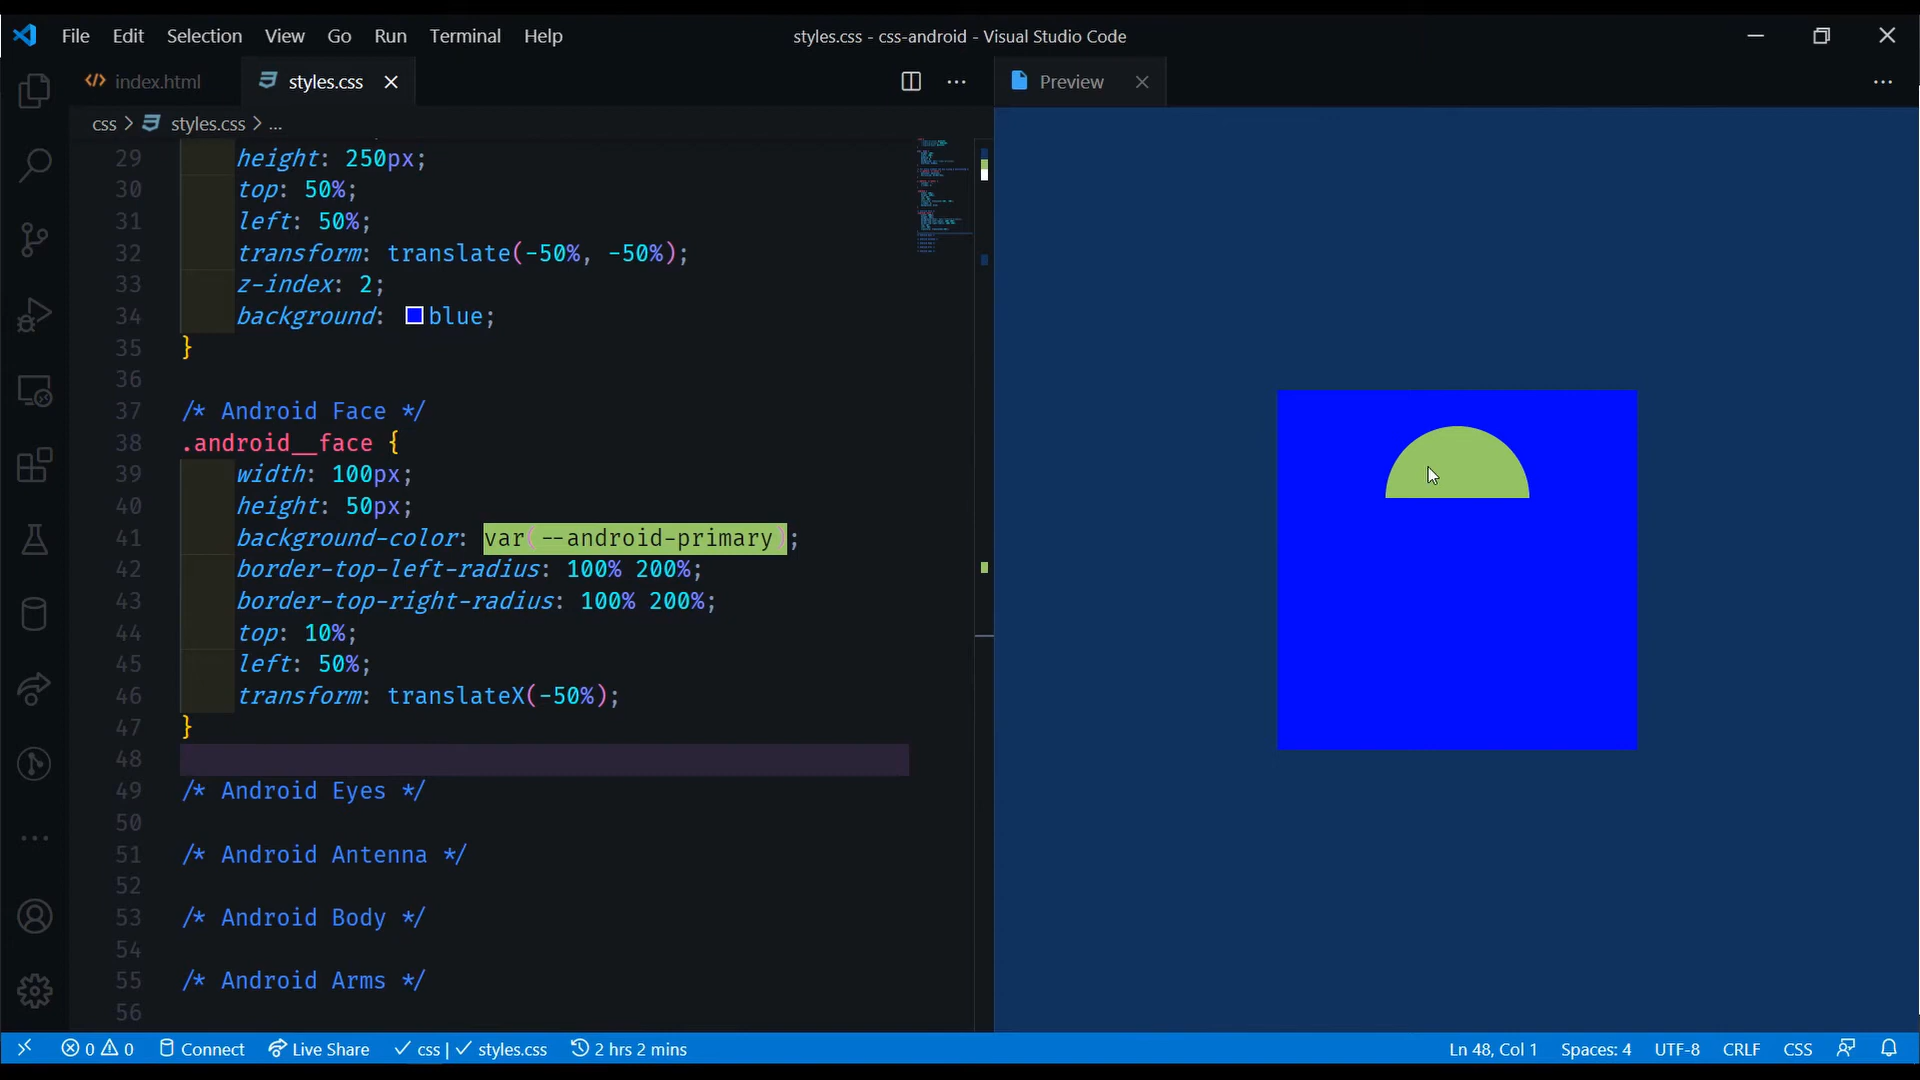 File Edit Selection View Go Run Terminal Help
styles.css - css-android - Visual Studio Code
index.html
styles.css
Preview
css > styles.css > ...
29 height: 250px;
30 top: 50%;
31 left: 50%;
32 transform: translate(-50%, -50%);
33 z-index: 2;
34 background: blue;
35 }
36
37 /* Android Face */
38 .android__face {
39 width: 100px;
40 height: 50px;
41 background-color: var(--android-primary);
42 border-top-left-radius: 100% 200%;
43 border-top-right-radius: 100% 200%;
44 top: 10%;
45 left: 50%;
46 transform: translateX(-50%);
47 }
48
49 /* Android Eyes */
50
51 /* Android Antenna */
52
53 /* Android Body */
54
55 /* Android Arms */
56
0 0 Connect Live Share css | styles.css 2 hrs 2 mins Ln 48, Col 1 Spaces: 4 UTF-8 CRLF CSS